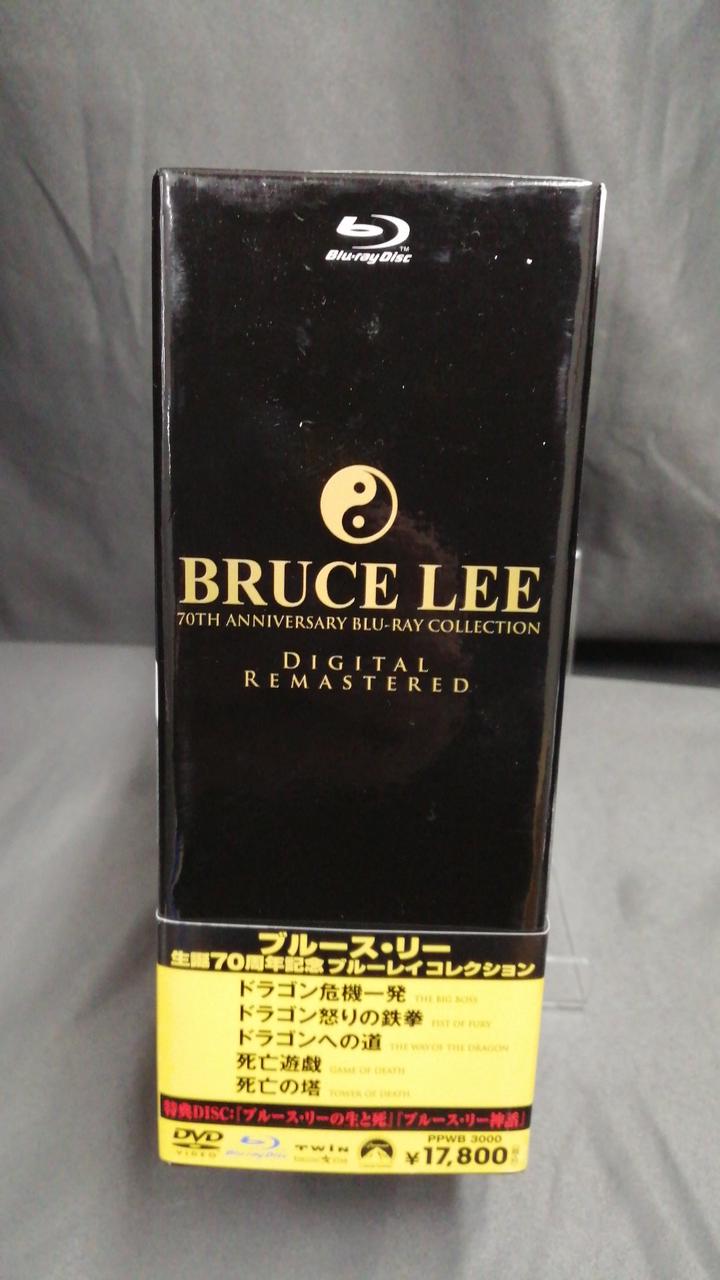 Blu-ray Disc™
BRUCE LEE
70TH ANNIVERSARY BLU-RAY COLLECTION
DIGITAL
REMASTERED
ブルース・リー
生誕70周年記念 ブルーレイ コレクション
ドラゴン危機一発 THE BIG BOSS
ドラゴン怒りの鉄拳 FIST OF FURY
ドラゴンへの道 THE WAY OF THE DRAGON
死亡遊戯 GAME OF DEATH
死亡の塔 TOWER OF DEATH
特典DISC:『ブルース・リーの生と死』『ブルース・リー神話』
DVD VIDEO Blu-ray Disc TWIN
PPWB 3000
¥17,800